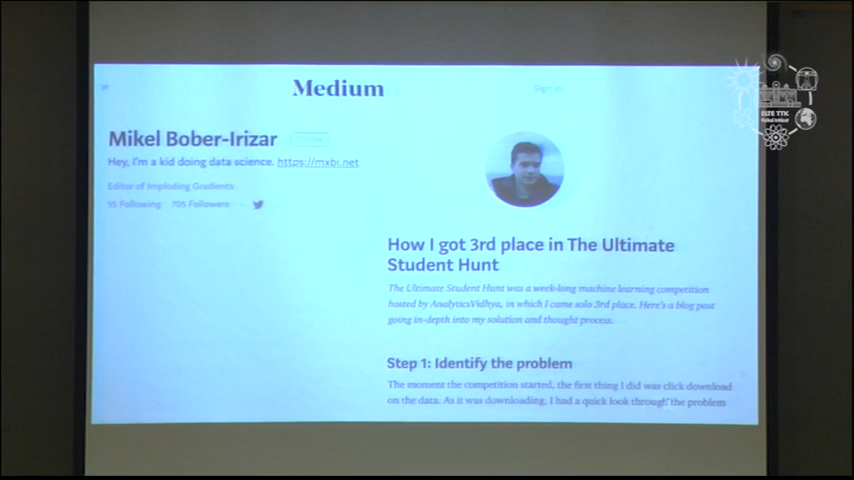 Medium
Sign in
Mikel Bober-Irizar
Hey, I'm a kid doing data science. https://mxbi.net
Editor of Imploding Gradients
55 Following 705 Followers
How I got 3rd place in The Ultimate
Student Hunt
The Ultimate Student Hunt was a week-long machine learning competition
hosted by AnalyticsVidhya, in which I came solo 3rd place. Here's a blog post
going in-depth into my solution and thought process.
Step 1: Identify the problem
The moment the competition started, the first thing I did was click download
on the data. As it was downloading, I had a quick look through the problem
ELTE TTK